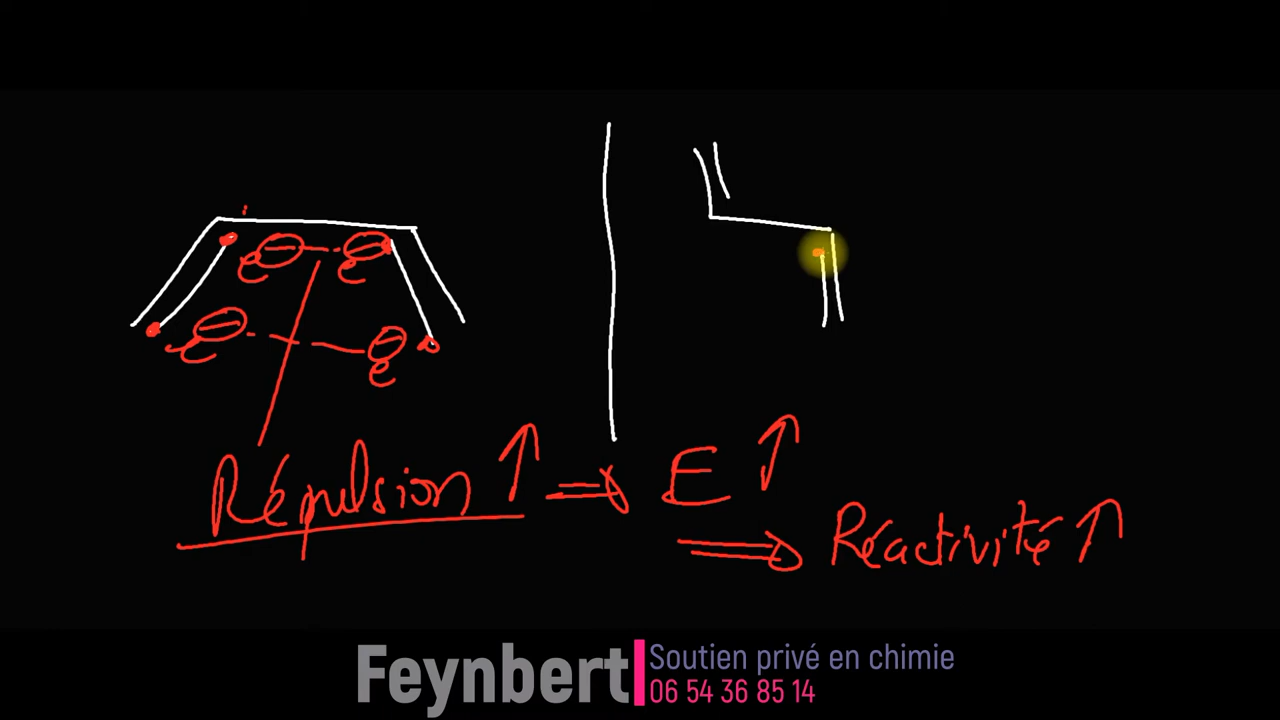 e⊖ e⊖
e⊖ e⊖
Répulsion ↑ ⇒ E ↑
⇒ Réactivité ↑
Feynbert
Soutien privé en chimie
06 54 36 85 14